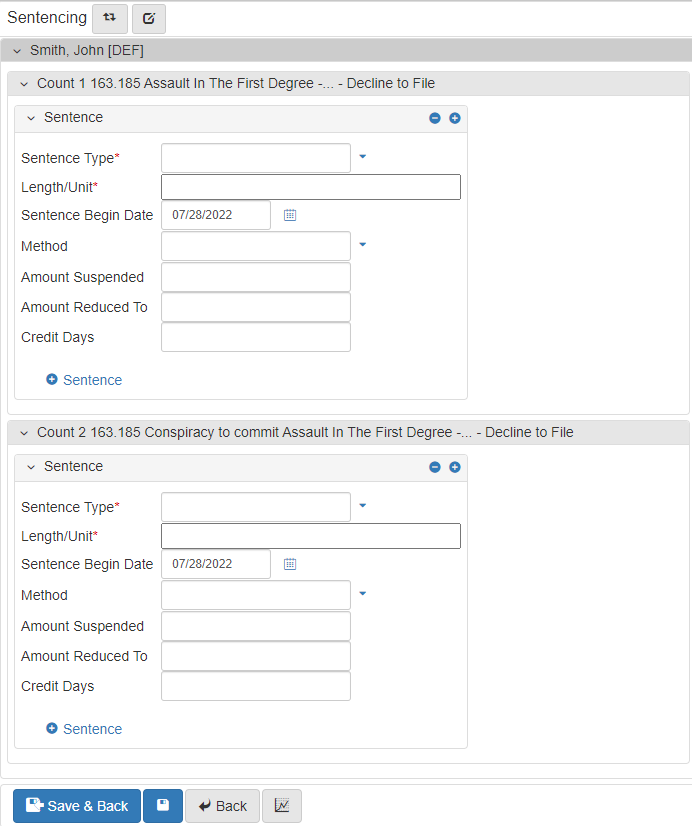 Sentencing
Smith, John [DEF]
Count 1 163.185 Assault In The First Degree -... - Decline to File
Sentence
Sentence Type*
Length/Unit*
Sentence Begin Date 07/28/2022
Method
Amount Suspended
Amount Reduced To
Credit Days
Sentence
Count 2 163.185 Conspiracy to commit Assault In The First Degree -... - Decline to File
Sentence
Sentence Type*
Length/Unit*
Sentence Begin Date 07/28/2022
Method
Amount Suspended
Amount Reduced To
Credit Days
Sentence
Save & Back Back